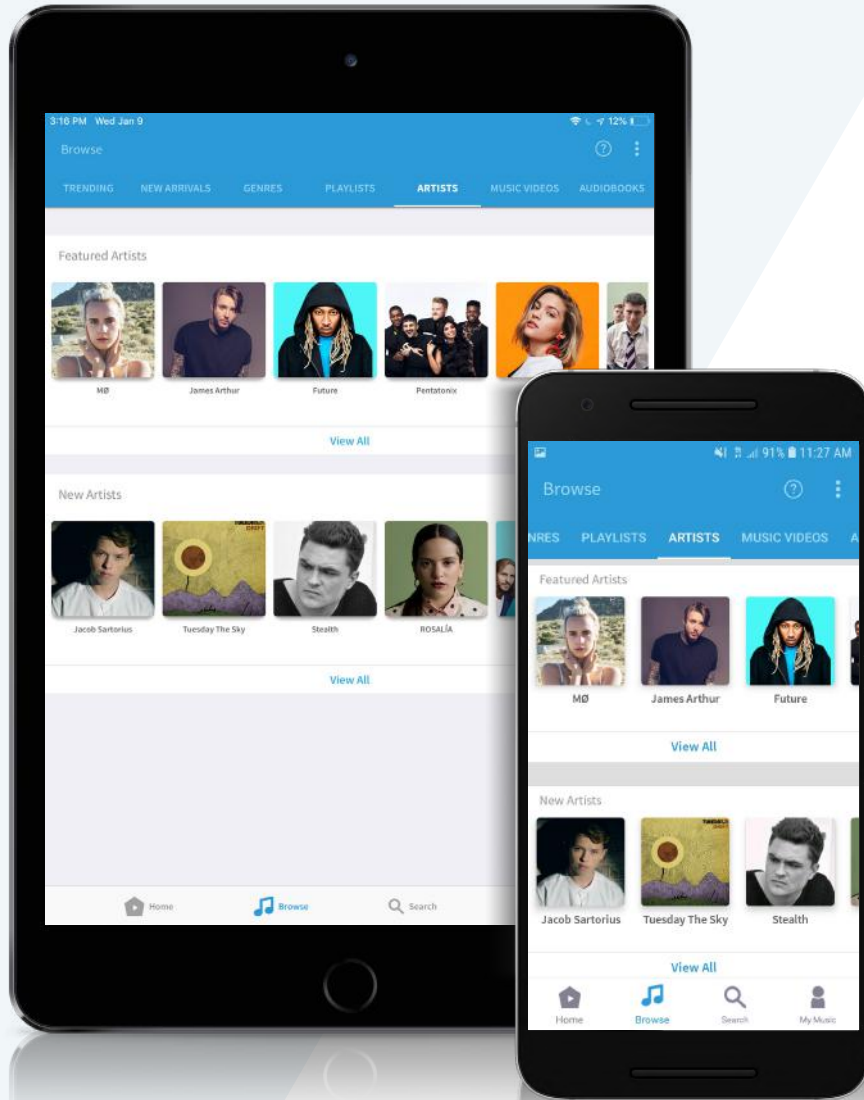 3:16 PM Wed Jan 9
12%
Browse
?
TRENDING NEW ARRIVALS GENRES PLAYLISTS ARTISTS MUSIC VIDEOS AUDIOBOOKS
Featured Artists
MØ James Arthur Future Pentatonix
View All
New Artists
DRIFT
Jacob Sartorius Tuesday The Sky Stealth ROSALÍA
View All
Home Browse Search
91% 11:27 AM
Browse
?
NRES PLAYLISTS ARTISTS MUSIC VIDEOS A
Featured Artists
MØ James Arthur Future
View All
New Artists
Jacob Sartorius Tuesday The Sky Stealth
View All
Home Browse Search My Music